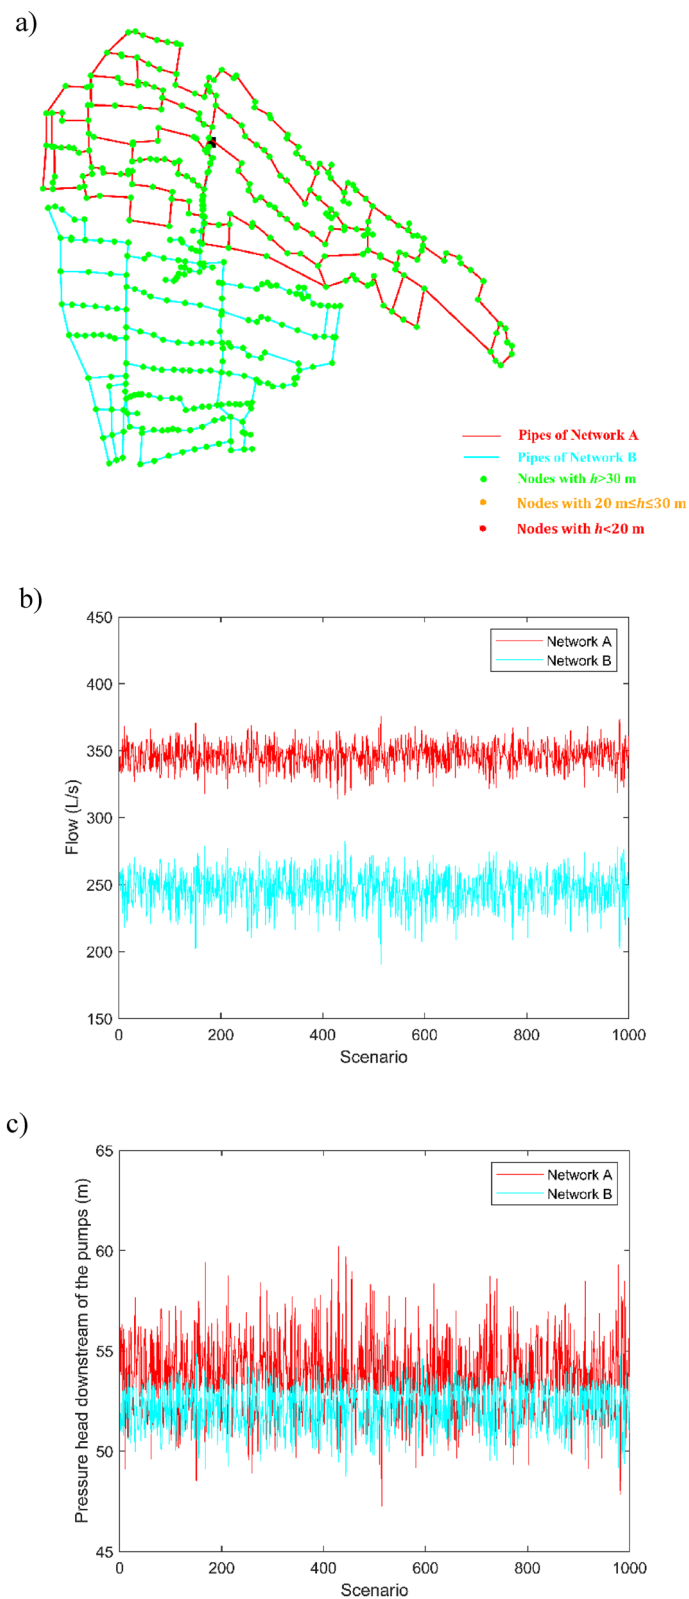 a)
Pipes of Network A
Pipes of Network B
Nodes with h>30 m
Nodes with 20 m≤h≤30 m
Nodes with h<20 m
b)
450
400
350
300
250
200
150
Flow (L/s)
Network A
Network B
0 200 400 600 800 1000
Scenario
c)
65
60
55
50
45
Pressure head downstream of the pumps (m)
Network A
Network B
0 200 400 600 800 1000
Scenario